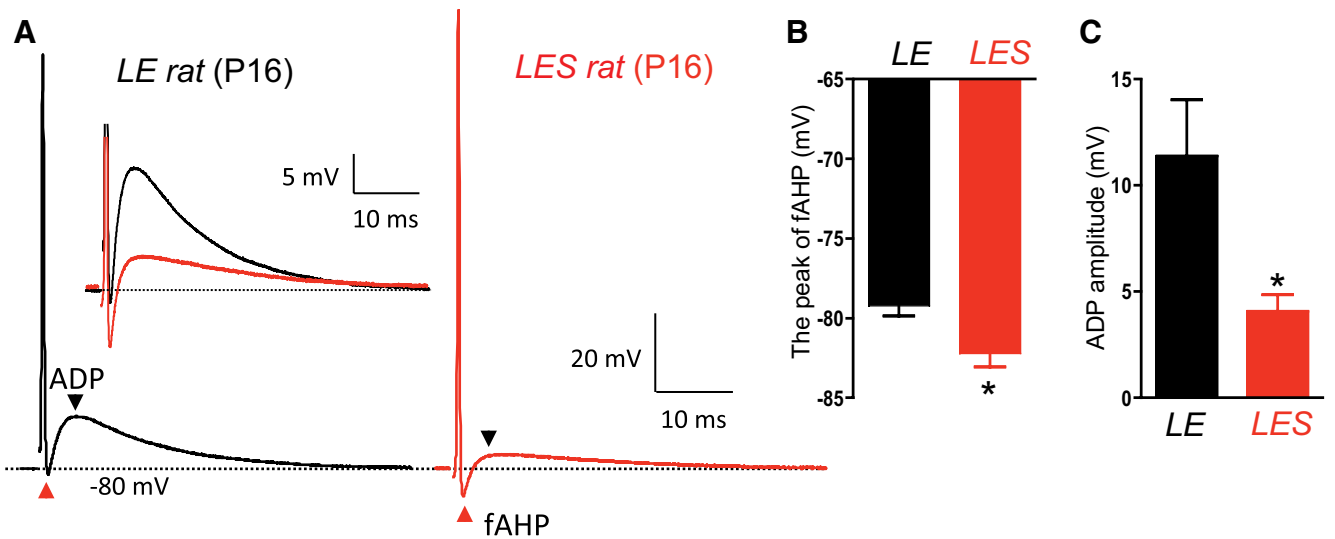 A
LE rat (P16)
5 mV
10 ms
ADP
-80 mV
LES rat (P16)
20 mV
10 ms
fAHP
B
LE LES
The peak of fAHP (mV)
-65
-70
-75
-80
-85
*
C
ADP amplitude (mV)
15
10
5
0
*
LE LES